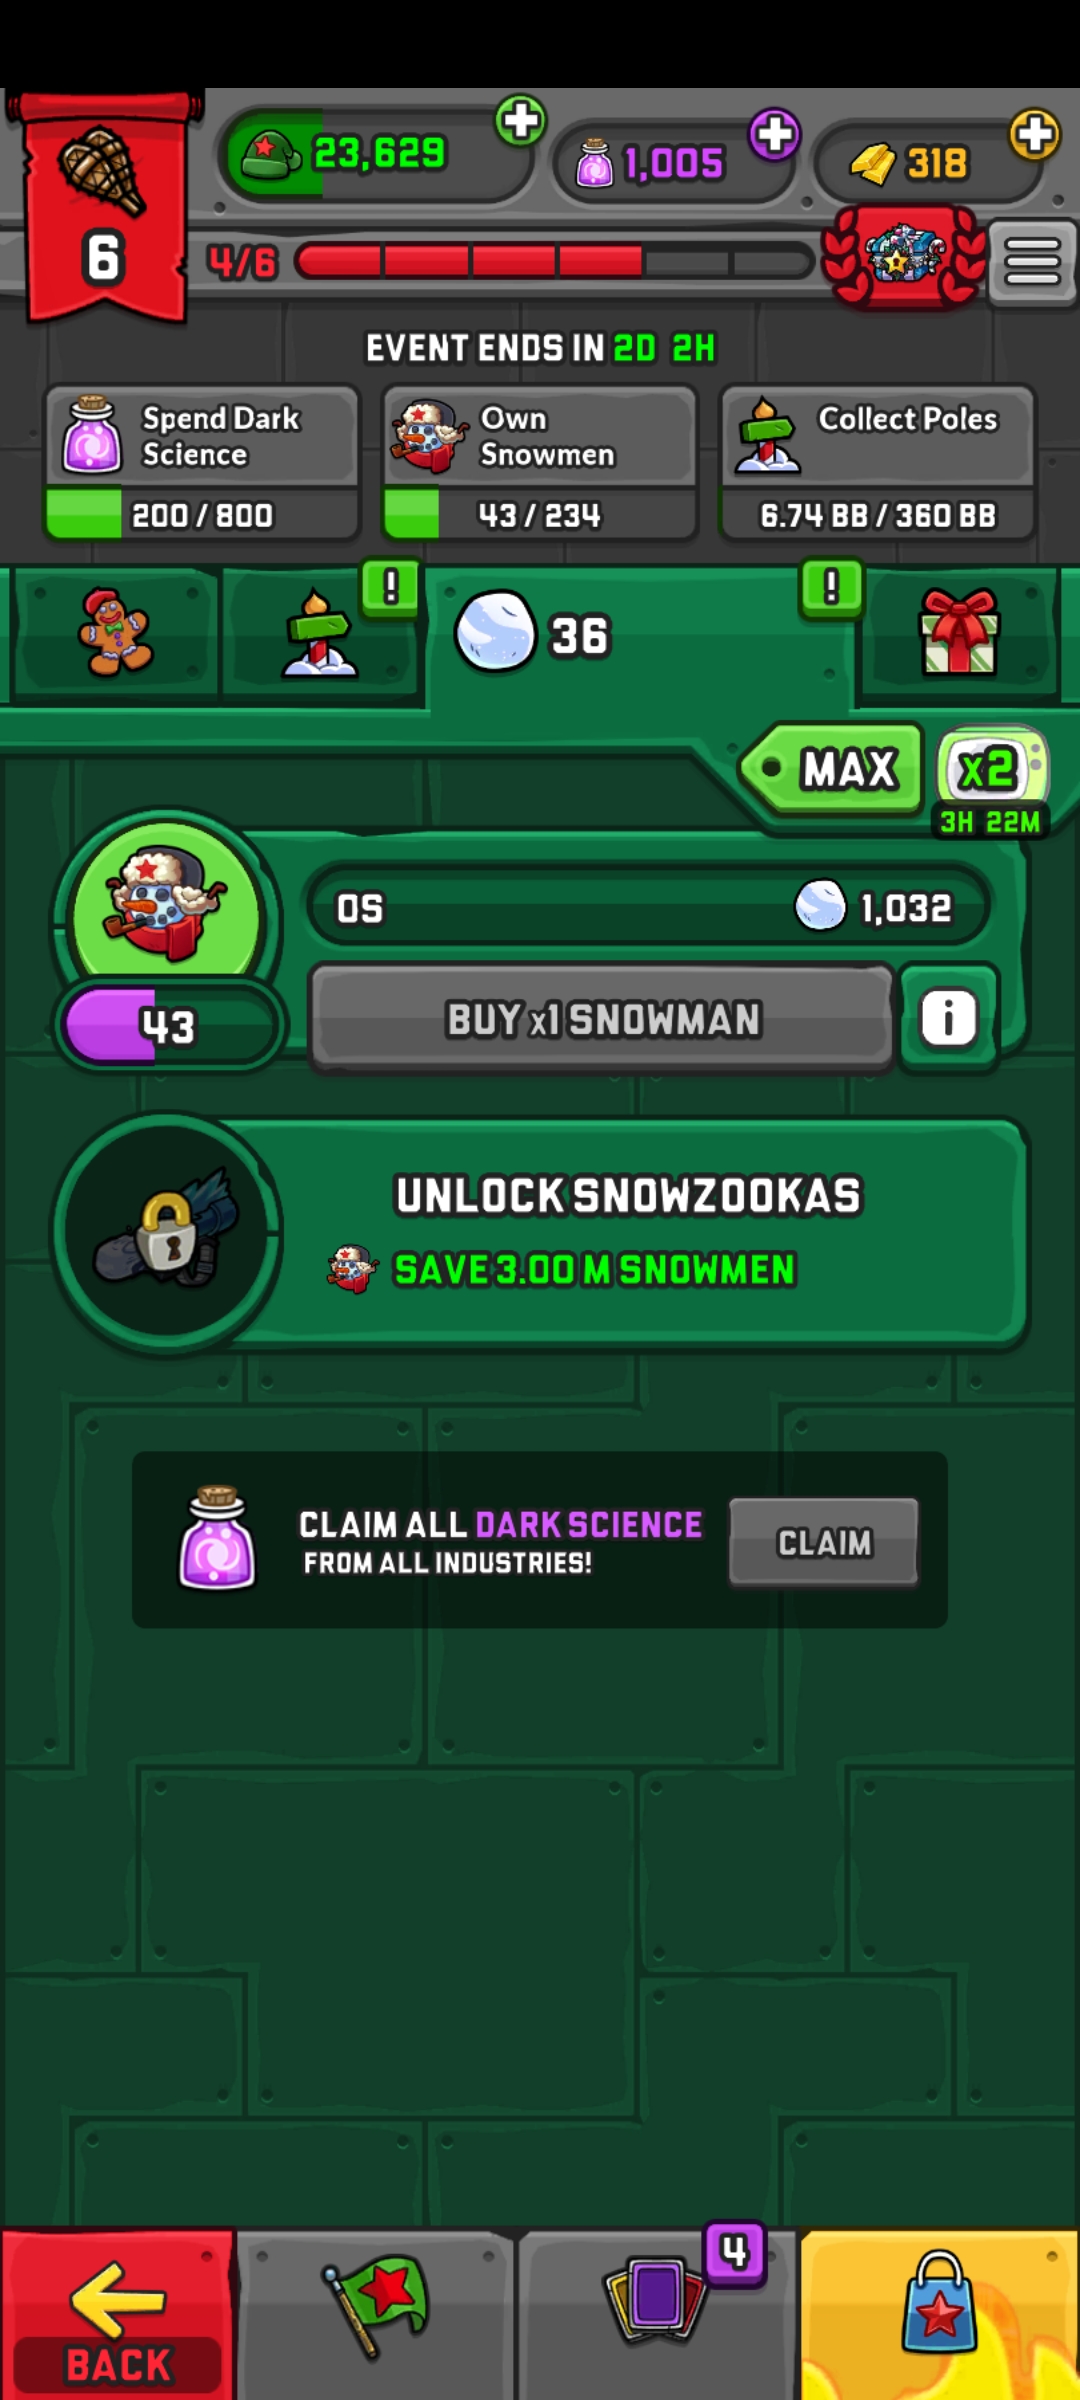 23,629
1,005
318
6
4/6
EVENT ENDS IN 2D 2H
Spend Dark
Science
200 / 800
Own
Snowmen
43 / 234
Collect Poles
6.74 BB / 360 BB
!
36
!
MAX
x2
3H 22M
0S
1,032
43
BUY x1 SNOWMAN
i
UNLOCK SNOWZOOKAS
SAVE 3.00 M SNOWMEN
CLAIM ALL DARK SCIENCE
FROM ALL INDUSTRIES!
CLAIM
4
BACK